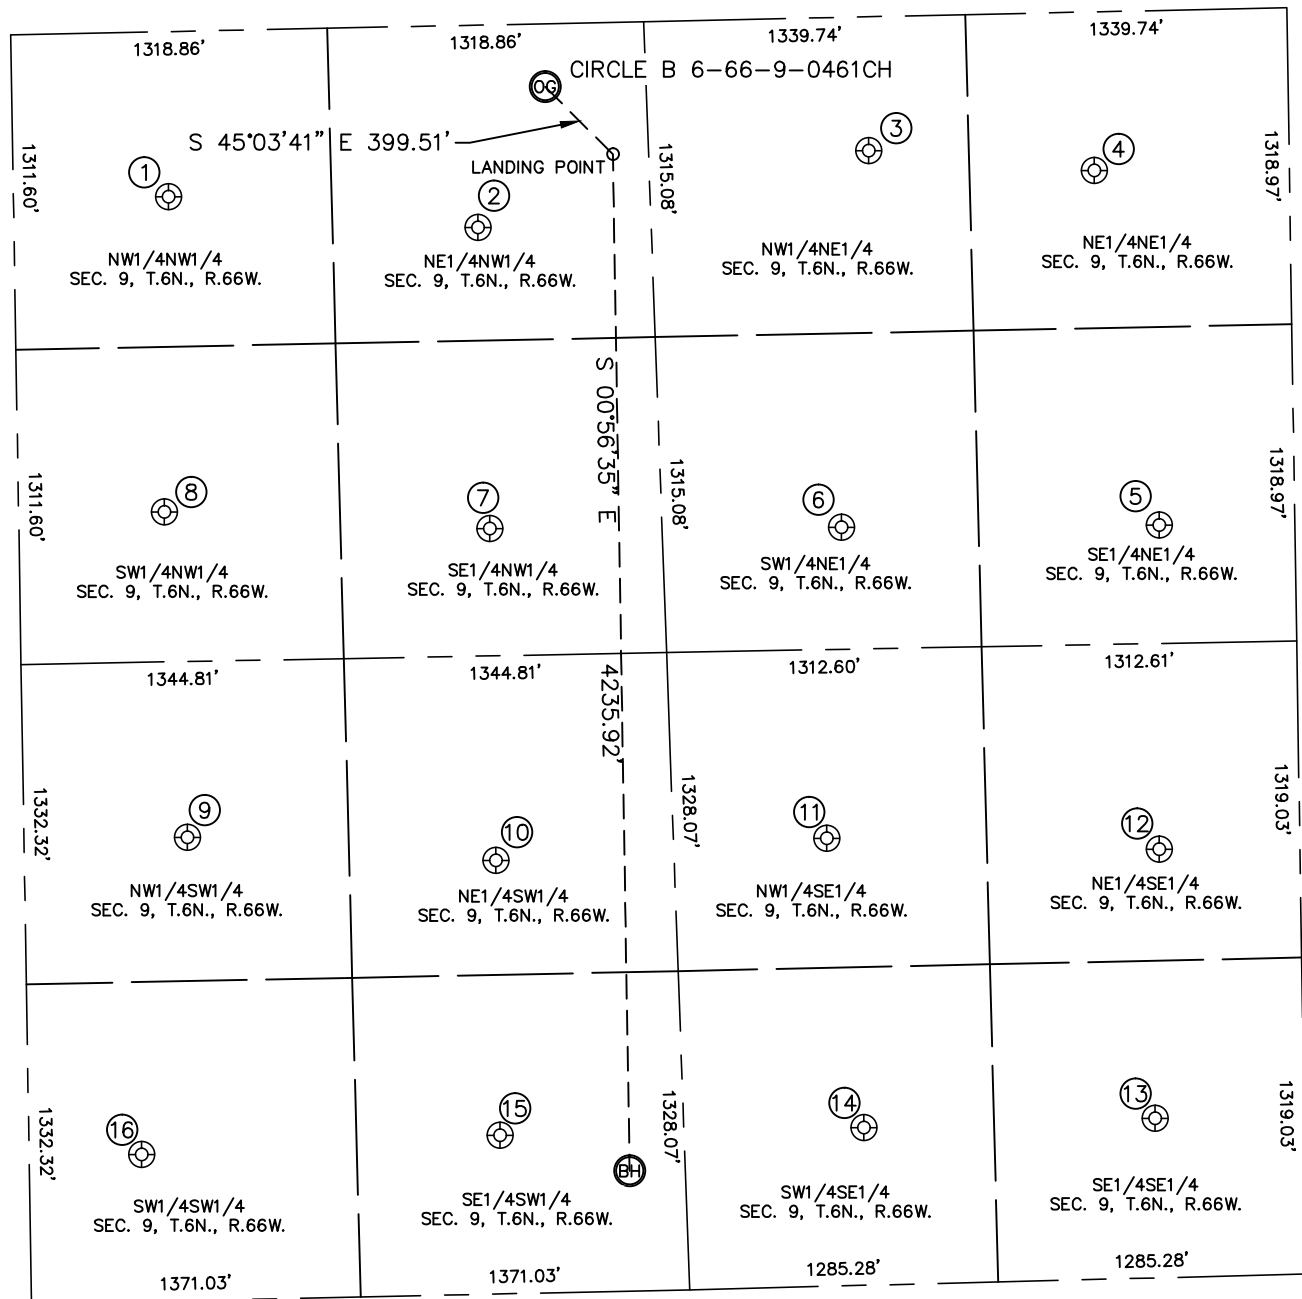 1318.86'
1318.86'
1339.74'
1339.74'
OG
CIRCLE B 6-66-9-0461CH
S 45°03'41" E 399.51'
LANDING POINT
1311.60'
1315.08'
1318.97'
1
2
3
4
NW1/4NW1/4
SEC. 9, T.6N., R.66W.
NE1/4NW1/4
SEC. 9, T.6N., R.66W.
NW1/4NE1/4
SEC. 9, T.6N., R.66W.
NE1/4NE1/4
SEC. 9, T.6N., R.66W.
S 00°56'35" E
4235.92'
1311.60'
1315.08'
1318.97'
8
7
6
5
SW1/4NW1/4
SEC. 9, T.6N., R.66W.
SE1/4NW1/4
SEC. 9, T.6N., R.66W.
SW1/4NE1/4
SEC. 9, T.6N., R.66W.
SE1/4NE1/4
SEC. 9, T.6N., R.66W.
1344.81'
1344.81'
1312.60'
1312.61'
1332.32'
1328.07'
1319.03'
9
10
11
12
NW1/4SW1/4
SEC. 9, T.6N., R.66W.
NE1/4SW1/4
SEC. 9, T.6N., R.66W.
NW1/4SE1/4
SEC. 9, T.6N., R.66W.
NE1/4SE1/4
SEC. 9, T.6N., R.66W.
1332.32'
1328.07'
1319.03'
16
15
14
13
BH
SW1/4SW1/4
SEC. 9, T.6N., R.66W.
SE1/4SW1/4
SEC. 9, T.6N., R.66W.
SW1/4SE1/4
SEC. 9, T.6N., R.66W.
SE1/4SE1/4
SEC. 9, T.6N., R.66W.
1371.03'
1371.03'
1285.28'
1285.28'